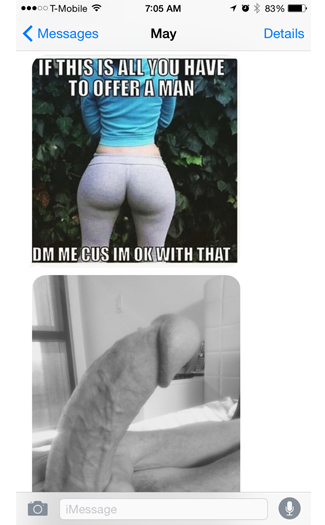 T-Mobile 7:05 AM 83%
Messages May Details
IF THIS IS ALL YOU HAVE
TO OFFER A MAN
DM ME CUS IM OK WITH THAT
iMessage